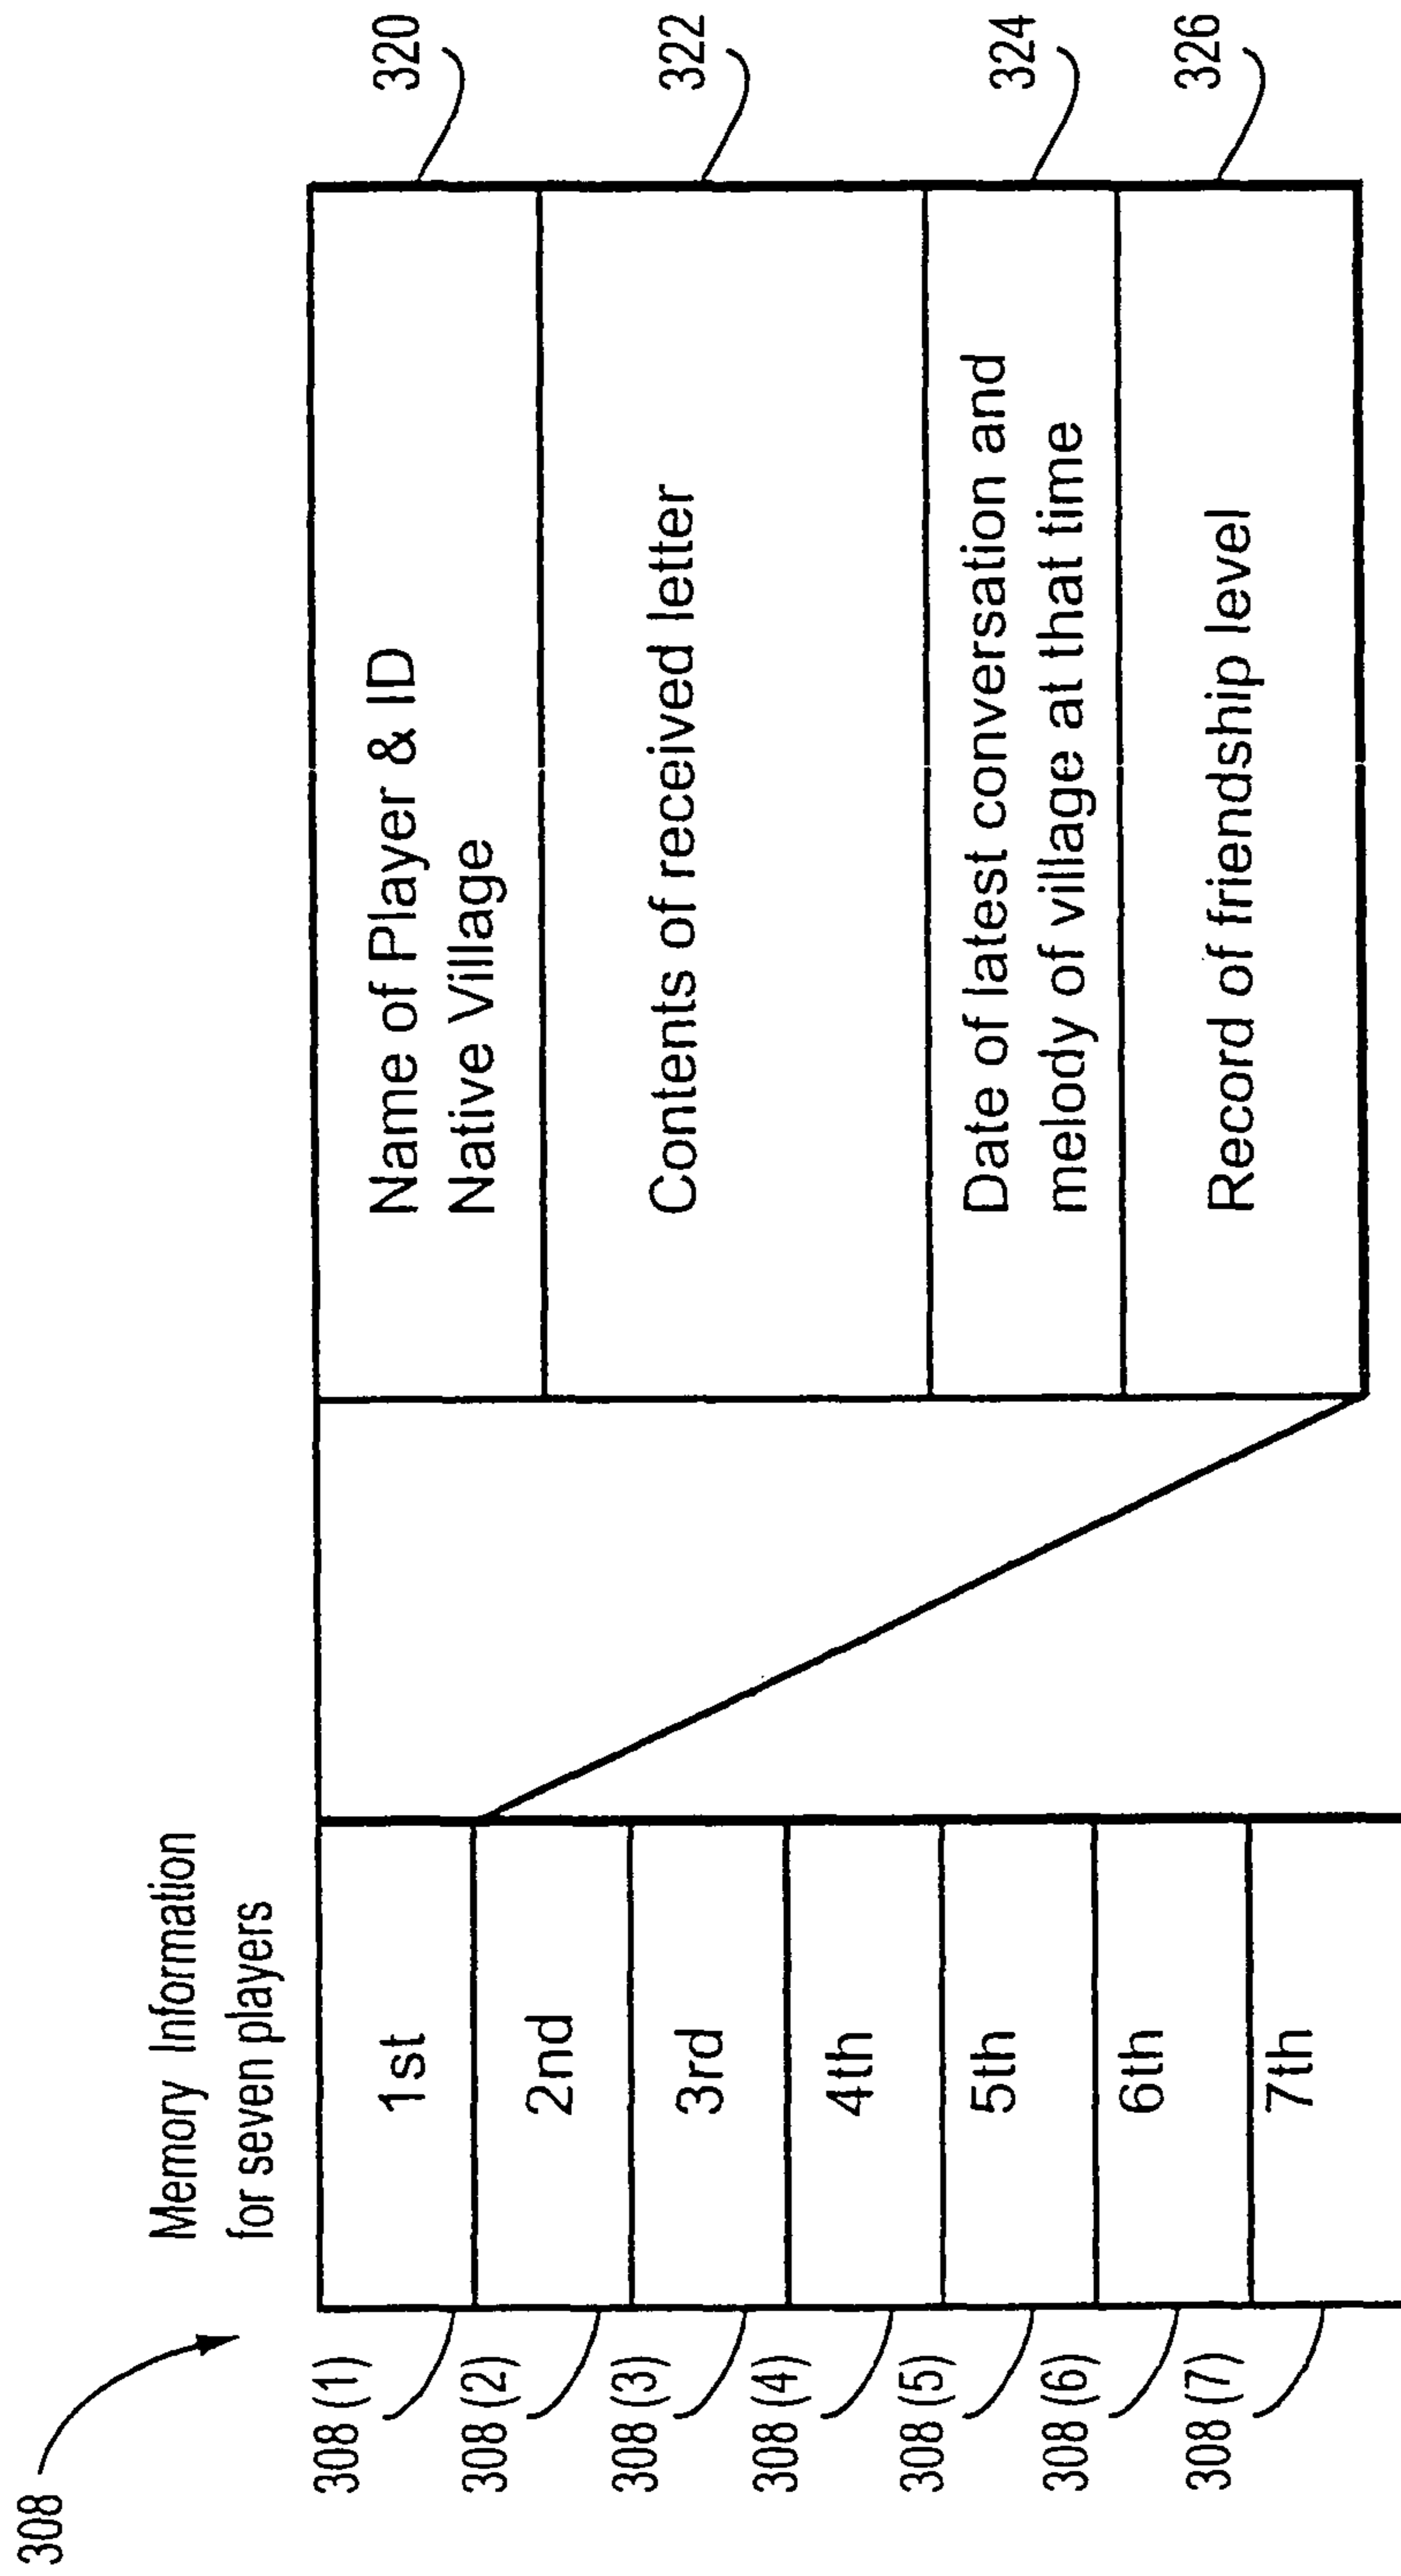 308
Memory Information
for seven players
308 (1)
308 (2)
308 (3)
308 (4)
308 (5)
308 (6)
308 (7)
1st
2nd
3rd
4th
5th
6th
7th
Name of Player & ID
Native Village
Contents of received letter
Date of latest conversation and
melody of village at that time
Record of friendship level
320
322
324
326